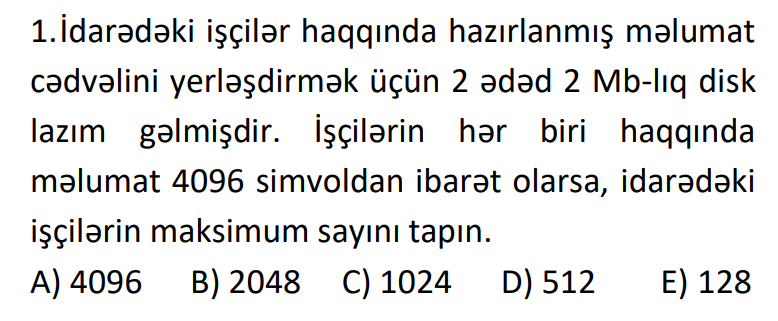 1.İdarədəki işçilər haqqında hazırlanmış məlumat
cədvəlini yerləşdirmək üçün 2 ədəd 2 Mb-lıq disk
lazım gəlmişdir. İşçilərin hər biri haqqında
məlumat 4096 simvoldan ibarət olarsa, idarədəki
işçilərin maksimum sayını tapın.
A) 4096 B) 2048 C) 1024 D) 512 E) 128